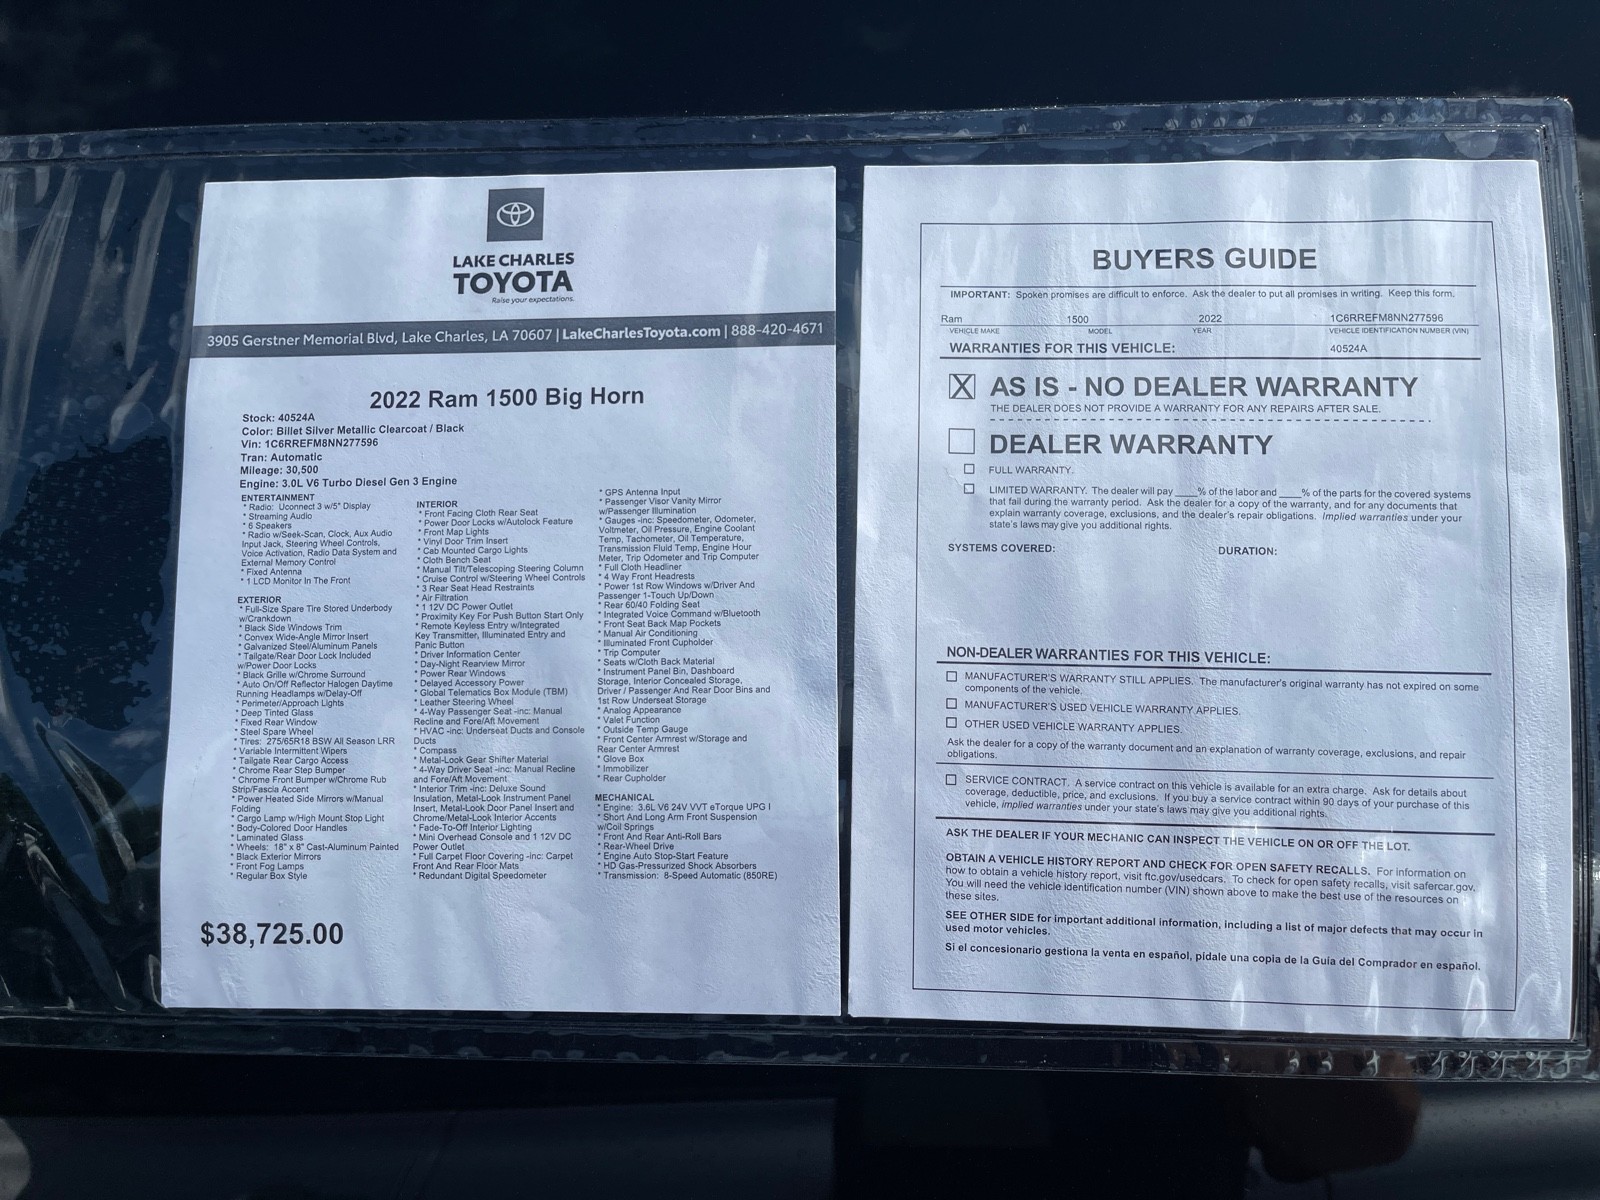 LAKE CHARLES
TOYOTA
Raise your expectations.
3905 Gerstner Memorial Blvd, Lake Charles, LA 70607 | LakeCharlesToyota.com | 888-420-4671
2022 Ram 1500 Big Horn
Stock: 40524A
Color: Billet Silver Metallic Clearcoat / Black
Vin: 1C6RREFM8NN277596
Tran: Automatic
Mileage: 30,500
Engine: 3.0L V6 Turbo Diesel Gen 3 Engine
ENTERTAINMENT
* Radio: Uconnect 3 w/5" Display
* Streaming Audio
* 6 Speakers
* Radio w/Seek-Scan, Clock, Aux Audio
Input Jack, Steering Wheel Controls,
Voice Activation, Radio Data System and
External Memory Control
* Fixed Antenna
* 1 LCD Monitor In The Front
EXTERIOR
* Full-Size Spare Tire Stored Underbody
w/Crankdown
* Black Side Windows Trim
* Convex Wide-Angle Mirror Insert
* Galvanized Steel/Aluminum Panels
* Tailgate/Rear Door Lock Included
w/Power Door Locks
* Black Grille w/Chrome Surround
* Auto On/Off Reflector Halogen Daytime
Running Headlamps w/Delay-Off
* Perimeter/Approach Lights
* Deep Tinted Glass
* Fixed Rear Window
* Steel Spare Wheel
* Tires: 275/65R18 BSW All Season LRR
* Variable Intermittent Wipers
* Tailgate Rear Cargo Access
* Chrome Rear Step Bumper
* Chrome Front Bumper w/Chrome Rub
Strip/Fascia Accent
* Power Heated Side Mirrors w/Manual
Folding
* Cargo Lamp w/High Mount Stop Light
* Body-Colored Door Handles
* Laminated Glass
* Wheels: 18" x 8" Cast-Aluminum Painted
* Black Exterior Mirrors
* Front Fog Lamps
* Regular Box Style
INTERIOR
* Front Facing Cloth Rear Seat
* Power Door Locks w/Autolock Feature
* Front Map Lights
* Vinyl Door Trim Insert
* Cab Mounted Cargo Lights
* Cloth Bench Seat
* Manual Tilt/Telescoping Steering Column
* Cruise Control w/Steering Wheel Controls
* 3 Rear Seat Head Restraints
* Air Filtration
* 1 12V DC Power Outlet
* Proximity Key For Push Button Start Only
* Remote Keyless Entry w/Integrated
Key Transmitter, Illuminated Entry and
Panic Button
* Driver Information Center
* Day-Night Rearview Mirror
* Power Rear Windows
* Delayed Accessory Power
* Global Telematics Box Module (TBM)
* Leather Steering Wheel
* 4-Way Passenger Seat -inc: Manual
Recline and Fore/Aft Movement
* HVAC -inc: Underseat Ducts and Console
Ducts
* Compass
* Metal-Look Gear Shifter Material
* 4-Way Driver Seat -inc: Manual Recline
and Fore/Aft Movement
* Interior Trim -inc: Deluxe Sound
Insulation, Metal-Look Instrument Panel
Insert, Metal-Look Door Panel Insert and
Chrome/Metal-Look Interior Accents
* Fade-To-Off Interior Lighting
* Mini Overhead Console and 1 12V DC
Power Outlet
* Full Carpet Floor Covering -inc: Carpet
Front And Rear Floor Mats
* Redundant Digital Speedometer
* GPS Antenna Input
* Passenger Visor Vanity Mirror
w/Passenger Illumination
* Gauges -inc: Speedometer, Odometer,
Voltmeter, Oil Pressure, Engine Coolant
Temp, Tachometer, Oil Temperature,
Transmission Fluid Temp, Engine Hour
Meter, Trip Odometer and Trip Computer
* Full Cloth Headliner
* 4 Way Front Headrests
* Power 1st Row Windows w/Driver And
Passenger 1-Touch Up/Down
* Rear 60/40 Folding Seat
* Integrated Voice Command w/Bluetooth
* Front Seat Back Map Pockets
* Manual Air Conditioning
* Illuminated Front Cupholder
* Trip Computer
* Seats w/Cloth Back Material
* Instrument Panel Bin, Dashboard
Storage, Interior Concealed Storage,
Driver / Passenger And Rear Door Bins and
1st Row Underseat Storage
* Analog Appearance
* Valet Function
* Outside Temp Gauge
* Front Center Armrest w/Storage and
Rear Center Armrest
* Glove Box
* Immobilizer
* Rear Cupholder
MECHANICAL
* Engine: 3.6L V6 24V VVT eTorque UPG I
* Short And Long Arm Front Suspension
w/Coil Springs
* Front And Rear Anti-Roll Bars
* Rear-Wheel Drive
* Engine Auto Stop-Start Feature
* HD Gas-Pressurized Shock Absorbers
* Transmission: 8-Speed Automatic (850RE)
$38,725.00
BUYERS GUIDE
IMPORTANT: Spoken promises are difficult to enforce. Ask the dealer to put all promises in writing. Keep this form.
Ram 1500 2022 1C6RREFM8NN277596
VEHICLE MAKE MODEL YEAR VEHICLE IDENTIFICATION NUMBER (VIN)
WARRANTIES FOR THIS VEHICLE: 40524A
X AS IS - NO DEALER WARRANTY
THE DEALER DOES NOT PROVIDE A WARRANTY FOR ANY REPAIRS AFTER SALE.
DEALER WARRANTY
FULL WARRANTY.
LIMITED WARRANTY. The dealer will pay ____% of the labor and ____% of the parts for the covered systems
that fail during the warranty period. Ask the dealer for a copy of the warranty, and for any documents that
explain warranty coverage, exclusions, and the dealer's repair obligations. Implied warranties under your
state's laws may give you additional rights.
SYSTEMS COVERED: DURATION:
NON-DEALER WARRANTIES FOR THIS VEHICLE:
MANUFACTURER'S WARRANTY STILL APPLIES. The manufacturer's original warranty has not expired on some
components of the vehicle.
MANUFACTURER'S USED VEHICLE WARRANTY APPLIES.
OTHER USED VEHICLE WARRANTY APPLIES.
Ask the dealer for a copy of the warranty document and an explanation of warranty coverage, exclusions, and repair
obligations.
SERVICE CONTRACT. A service contract on this vehicle is available for an extra charge. Ask for details about
coverage, deductible, price, and exclusions. If you buy a service contract within 90 days of your purchase of this
vehicle, implied warranties under your state's laws may give you additional rights.
ASK THE DEALER IF YOUR MECHANIC CAN INSPECT THE VEHICLE ON OR OFF THE LOT.
OBTAIN A VEHICLE HISTORY REPORT AND CHECK FOR OPEN SAFETY RECALLS. For information on
how to obtain a vehicle history report, visit ftc.gov/usedcars. To check for open safety recalls, visit safercar.gov.
You will need the vehicle identification number (VIN) shown above to make the best use of the resources on
these sites.
SEE OTHER SIDE for important additional information, including a list of major defects that may occur in
used motor vehicles.
Si el concesionario gestiona la venta en español, pidale una copia de la Guia del Comprador en español.